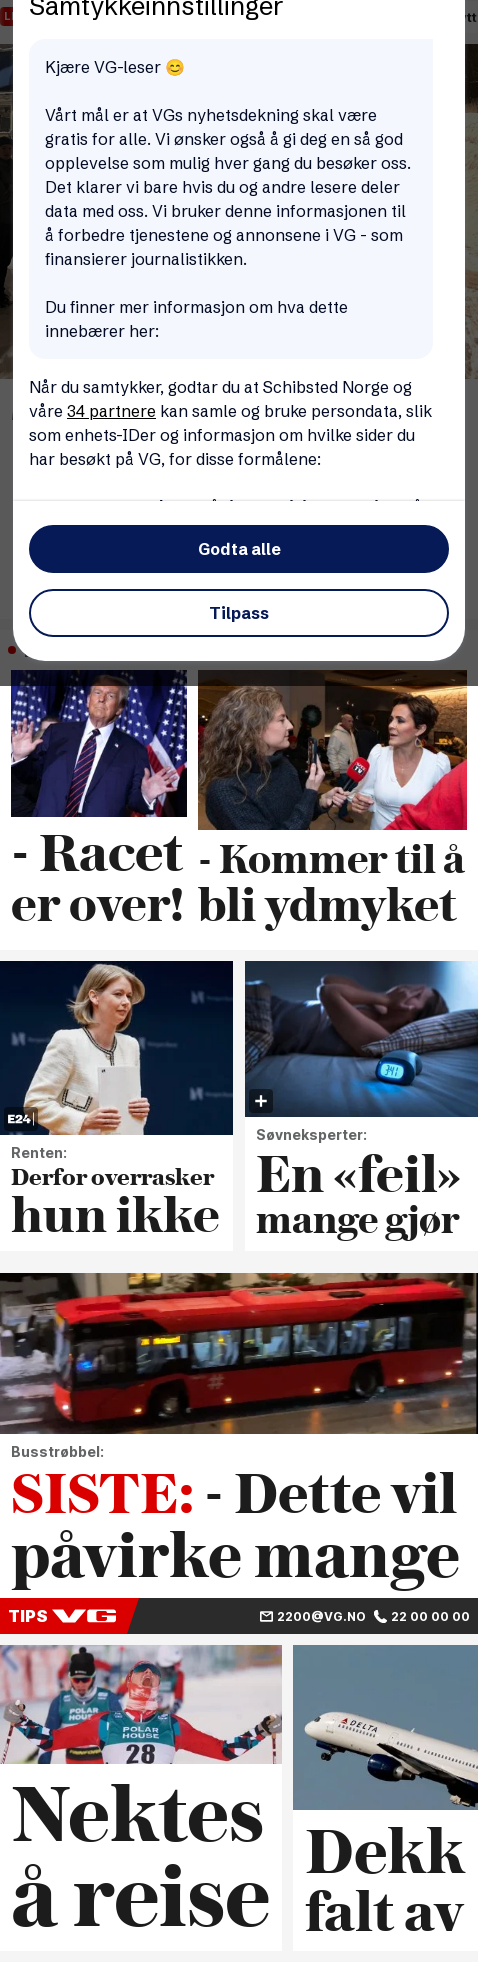 Samtykkeinnstillinger
Kjære VG-leser 😊
Vårt mål er at VGs nyhetsdekning skal være
gratis for alle. Vi ønsker også å gi deg en så god
opplevelse som mulig hver gang du besøker oss.
Det klarer vi bare hvis du og andre lesere deler
data med oss. Vi bruker denne informasjonen til
å forbedre tjenestene og annonsene i VG - som
finansierer journalistikken.
Du finner mer informasjon om hva dette
innebærer her:
Når du samtykker, godtar du at Schibsted Norge og
våre 34 partnere kan samle og bruke persondata, slik
som enhets-IDer og informasjon om hvilke sider du
har besøkt på VG, for disse formålene:
Godta alle
Tilpass
- Racet
er over!
- Kommer til å
bli ydmyket
E24
Renten:
Derfor overrasker
hun ikke
3:41
Søvneksperter:
En «feil»
mange gjør
Busstrøbbel:
SISTE: - Dette vil
påvirke mange
TIPS VG 2200@VG.NO 22 00 00 00
POLAR
HOUSE
28
Nektes
å reise
DELTA
Dekk
falt av